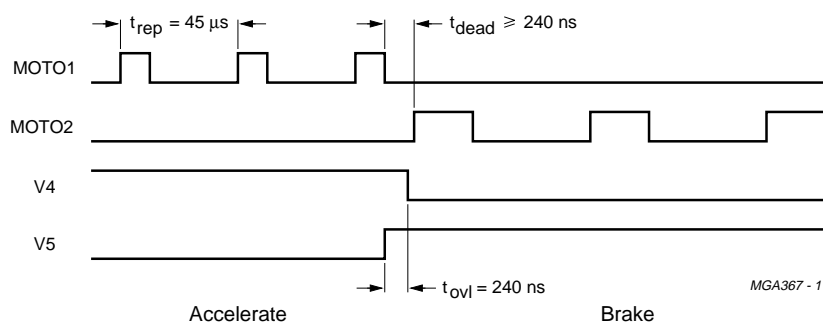 t_rep = 45 µs
t_dead ≥ 240 ns
MOTO1
MOTO2
V4
V5
t_ovl = 240 ns
MGA367 - 1
Accelerate
Brake